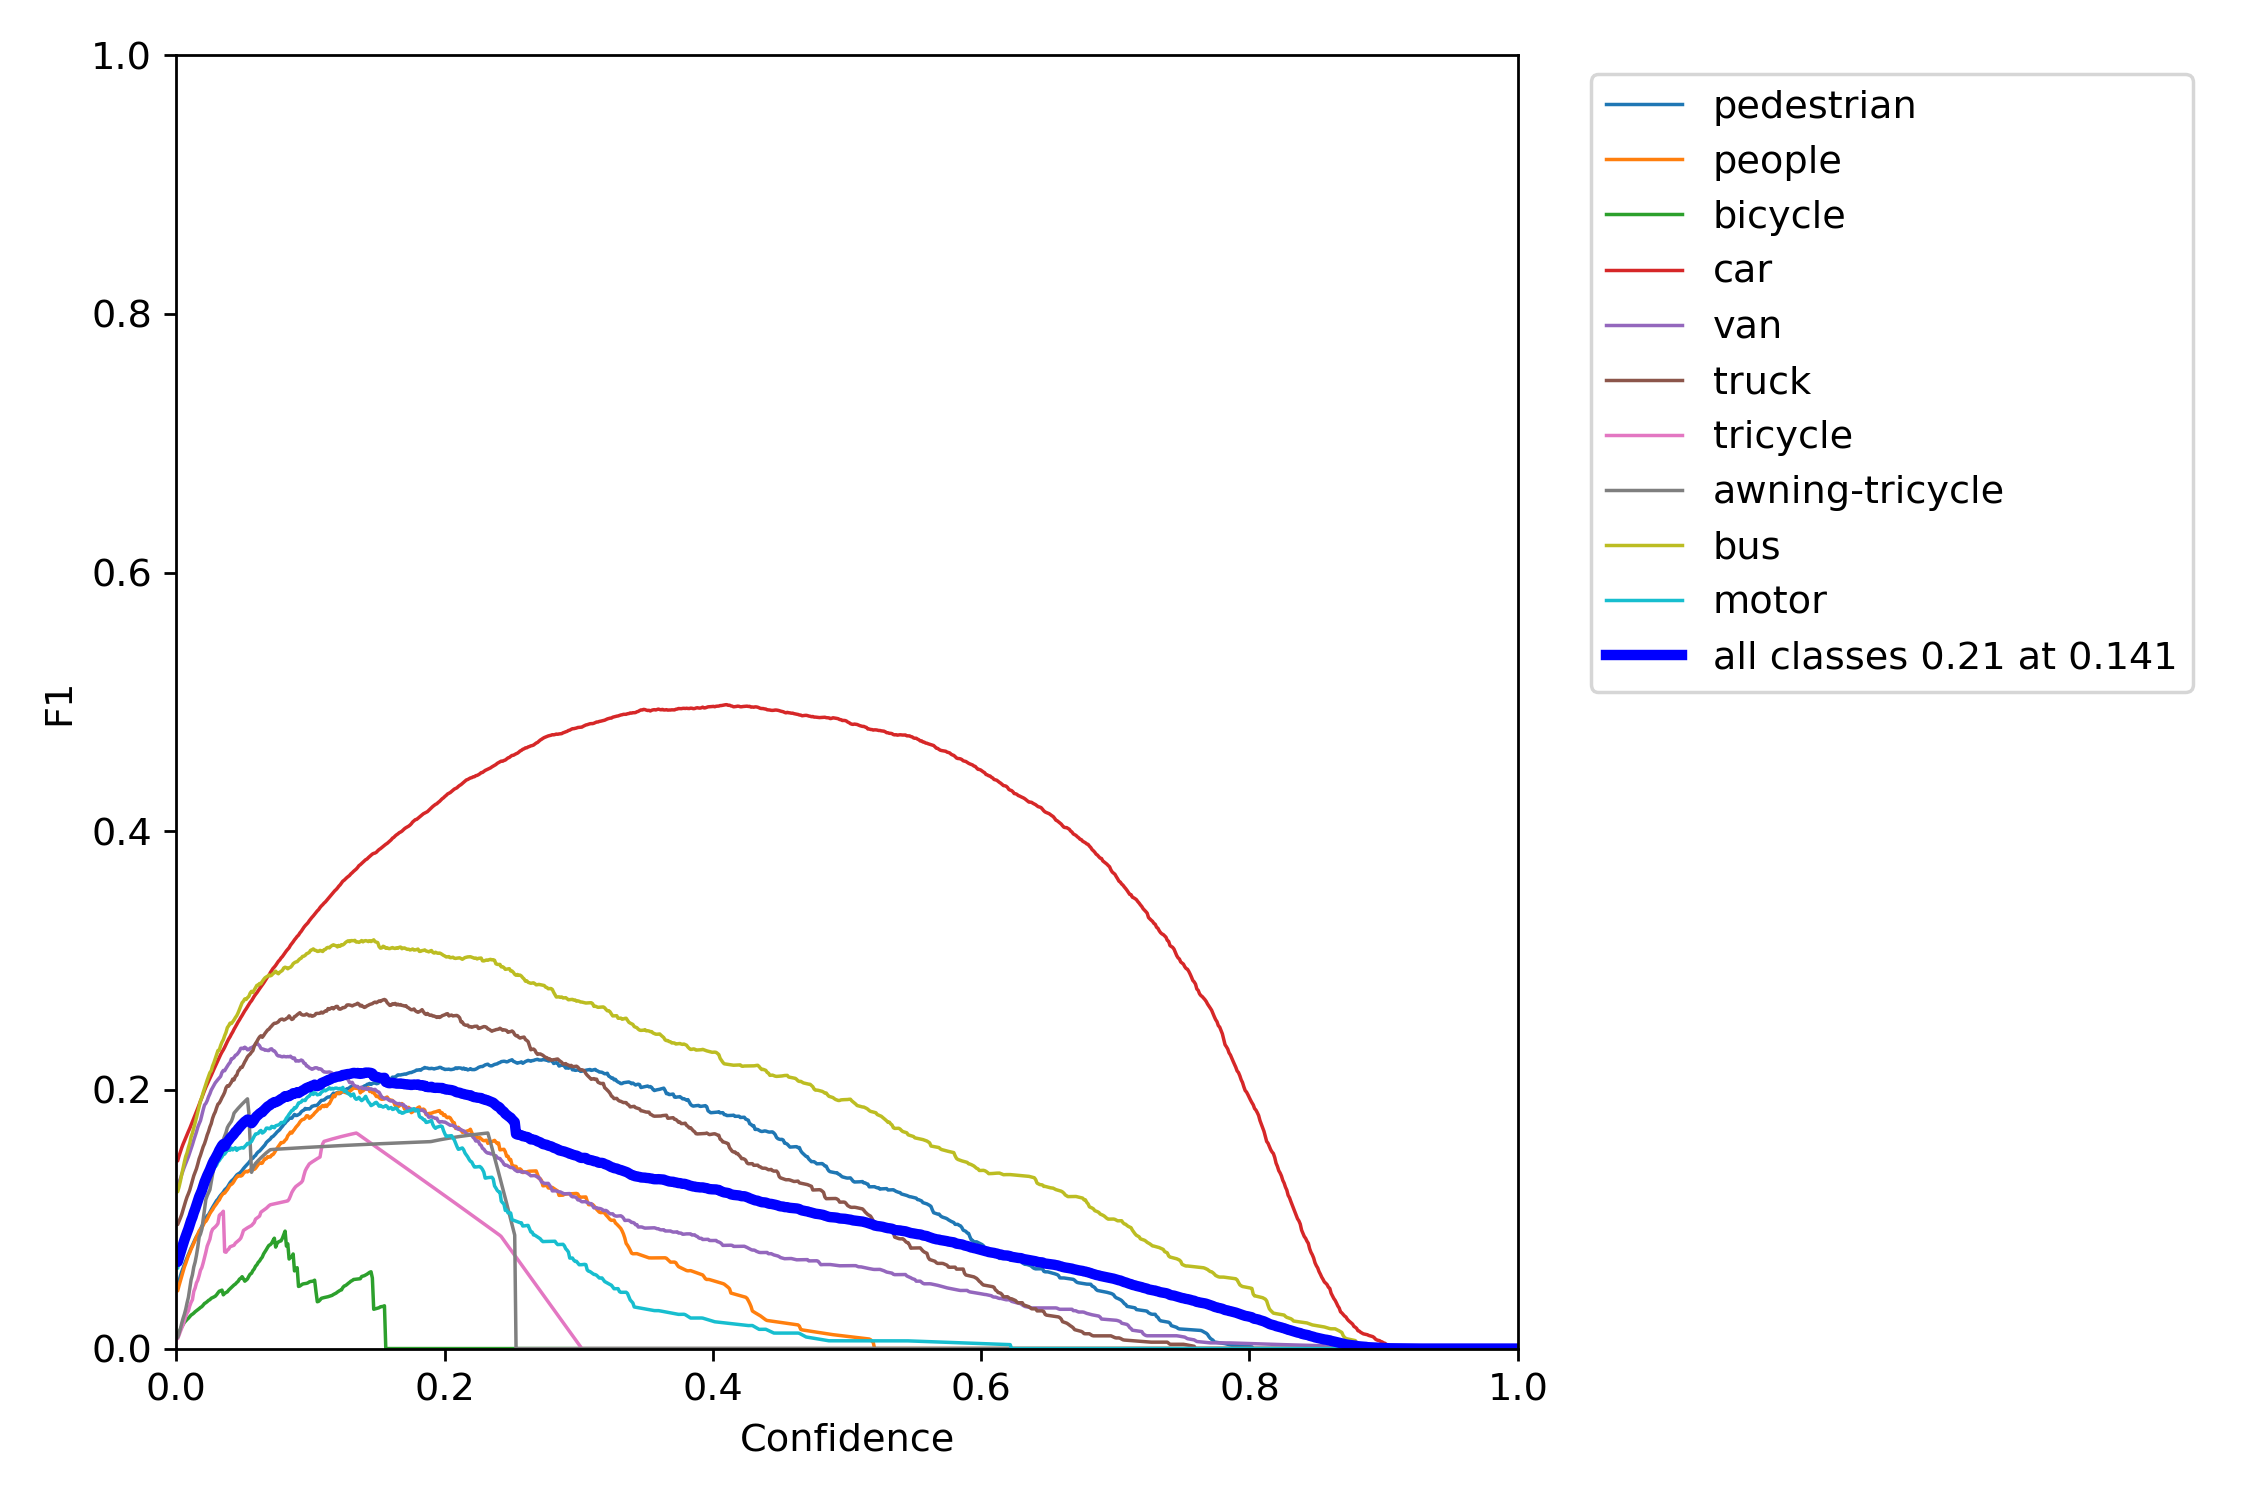 1.0
0.8
0.6
0.4
0.2
0.0
F1
0.0 0.2 0.4 0.6 0.8 1.0
Confidence
pedestrian
people
bicycle
car
van
truck
tricycle
awning-tricycle
bus
motor
all classes 0.21 at 0.141